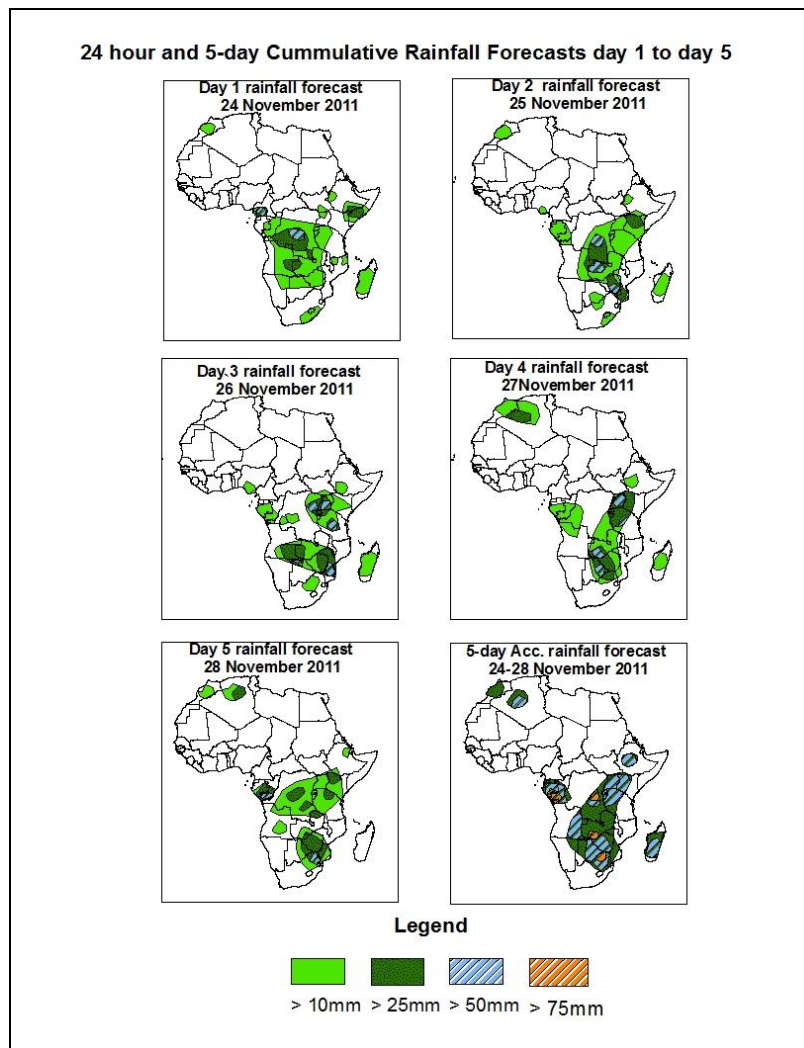 24 hour and 5-day Cummulative Rainfall Forecasts day 1 to day 5
Day 1 rainfall forecast
24 November 2011
Day 2 rainfall forecast
25 November 2011
Day 3 rainfall forecast
26 November 2011
Day 4 rainfall forecast
27November 2011
Day 5 rainfall forecast
28 November 2011
5-day Acc. rainfall forecast
24-28 November 2011
Legend
> 10mm > 25mm > 50mm > 75mm